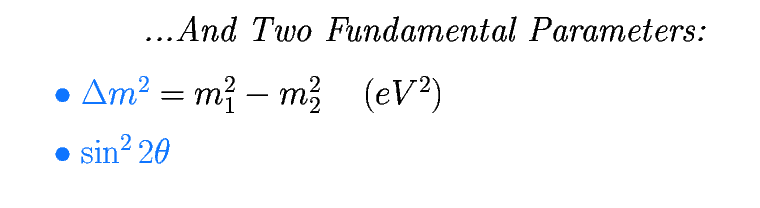 ...And Two Fundamental Parameters:
• Δm² = m₁² − m₂² (eV²)
• sin² 2θ